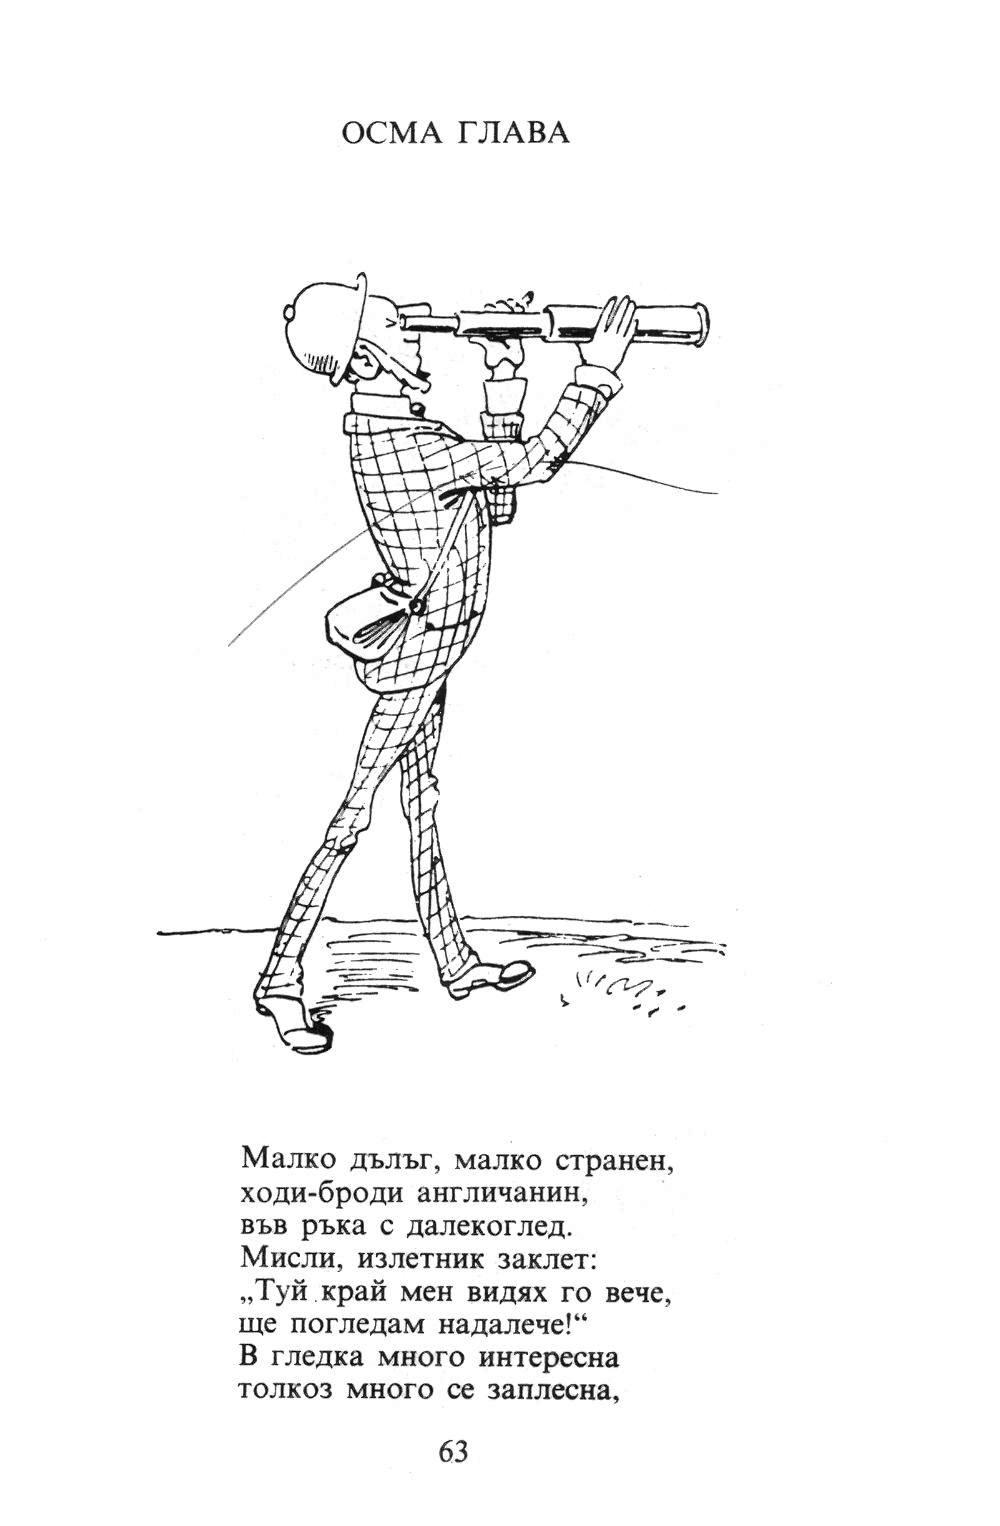 ОСМА ГЛАВА
Малко дълъг, малко странен,
ходи-броди англичанин,
във ръка с далекоглед.
Мисли, излетник заклет:
„Туй край мен видях го вече,
ще погледам надалече!“
В гледка много интересна
толкоз много се заплесна,
63